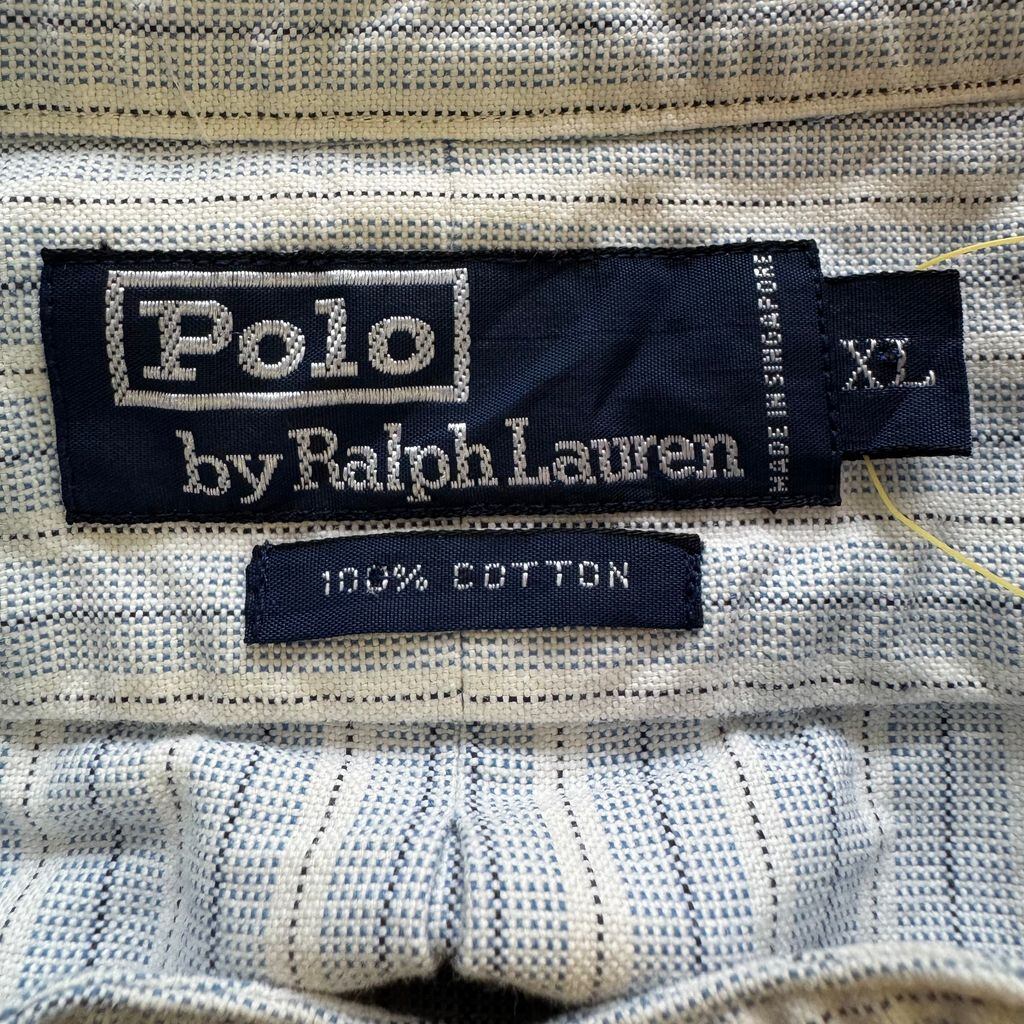 Polo
by Ralph Lauren
MADE IN SINGAPORE
XL
100% COTTON